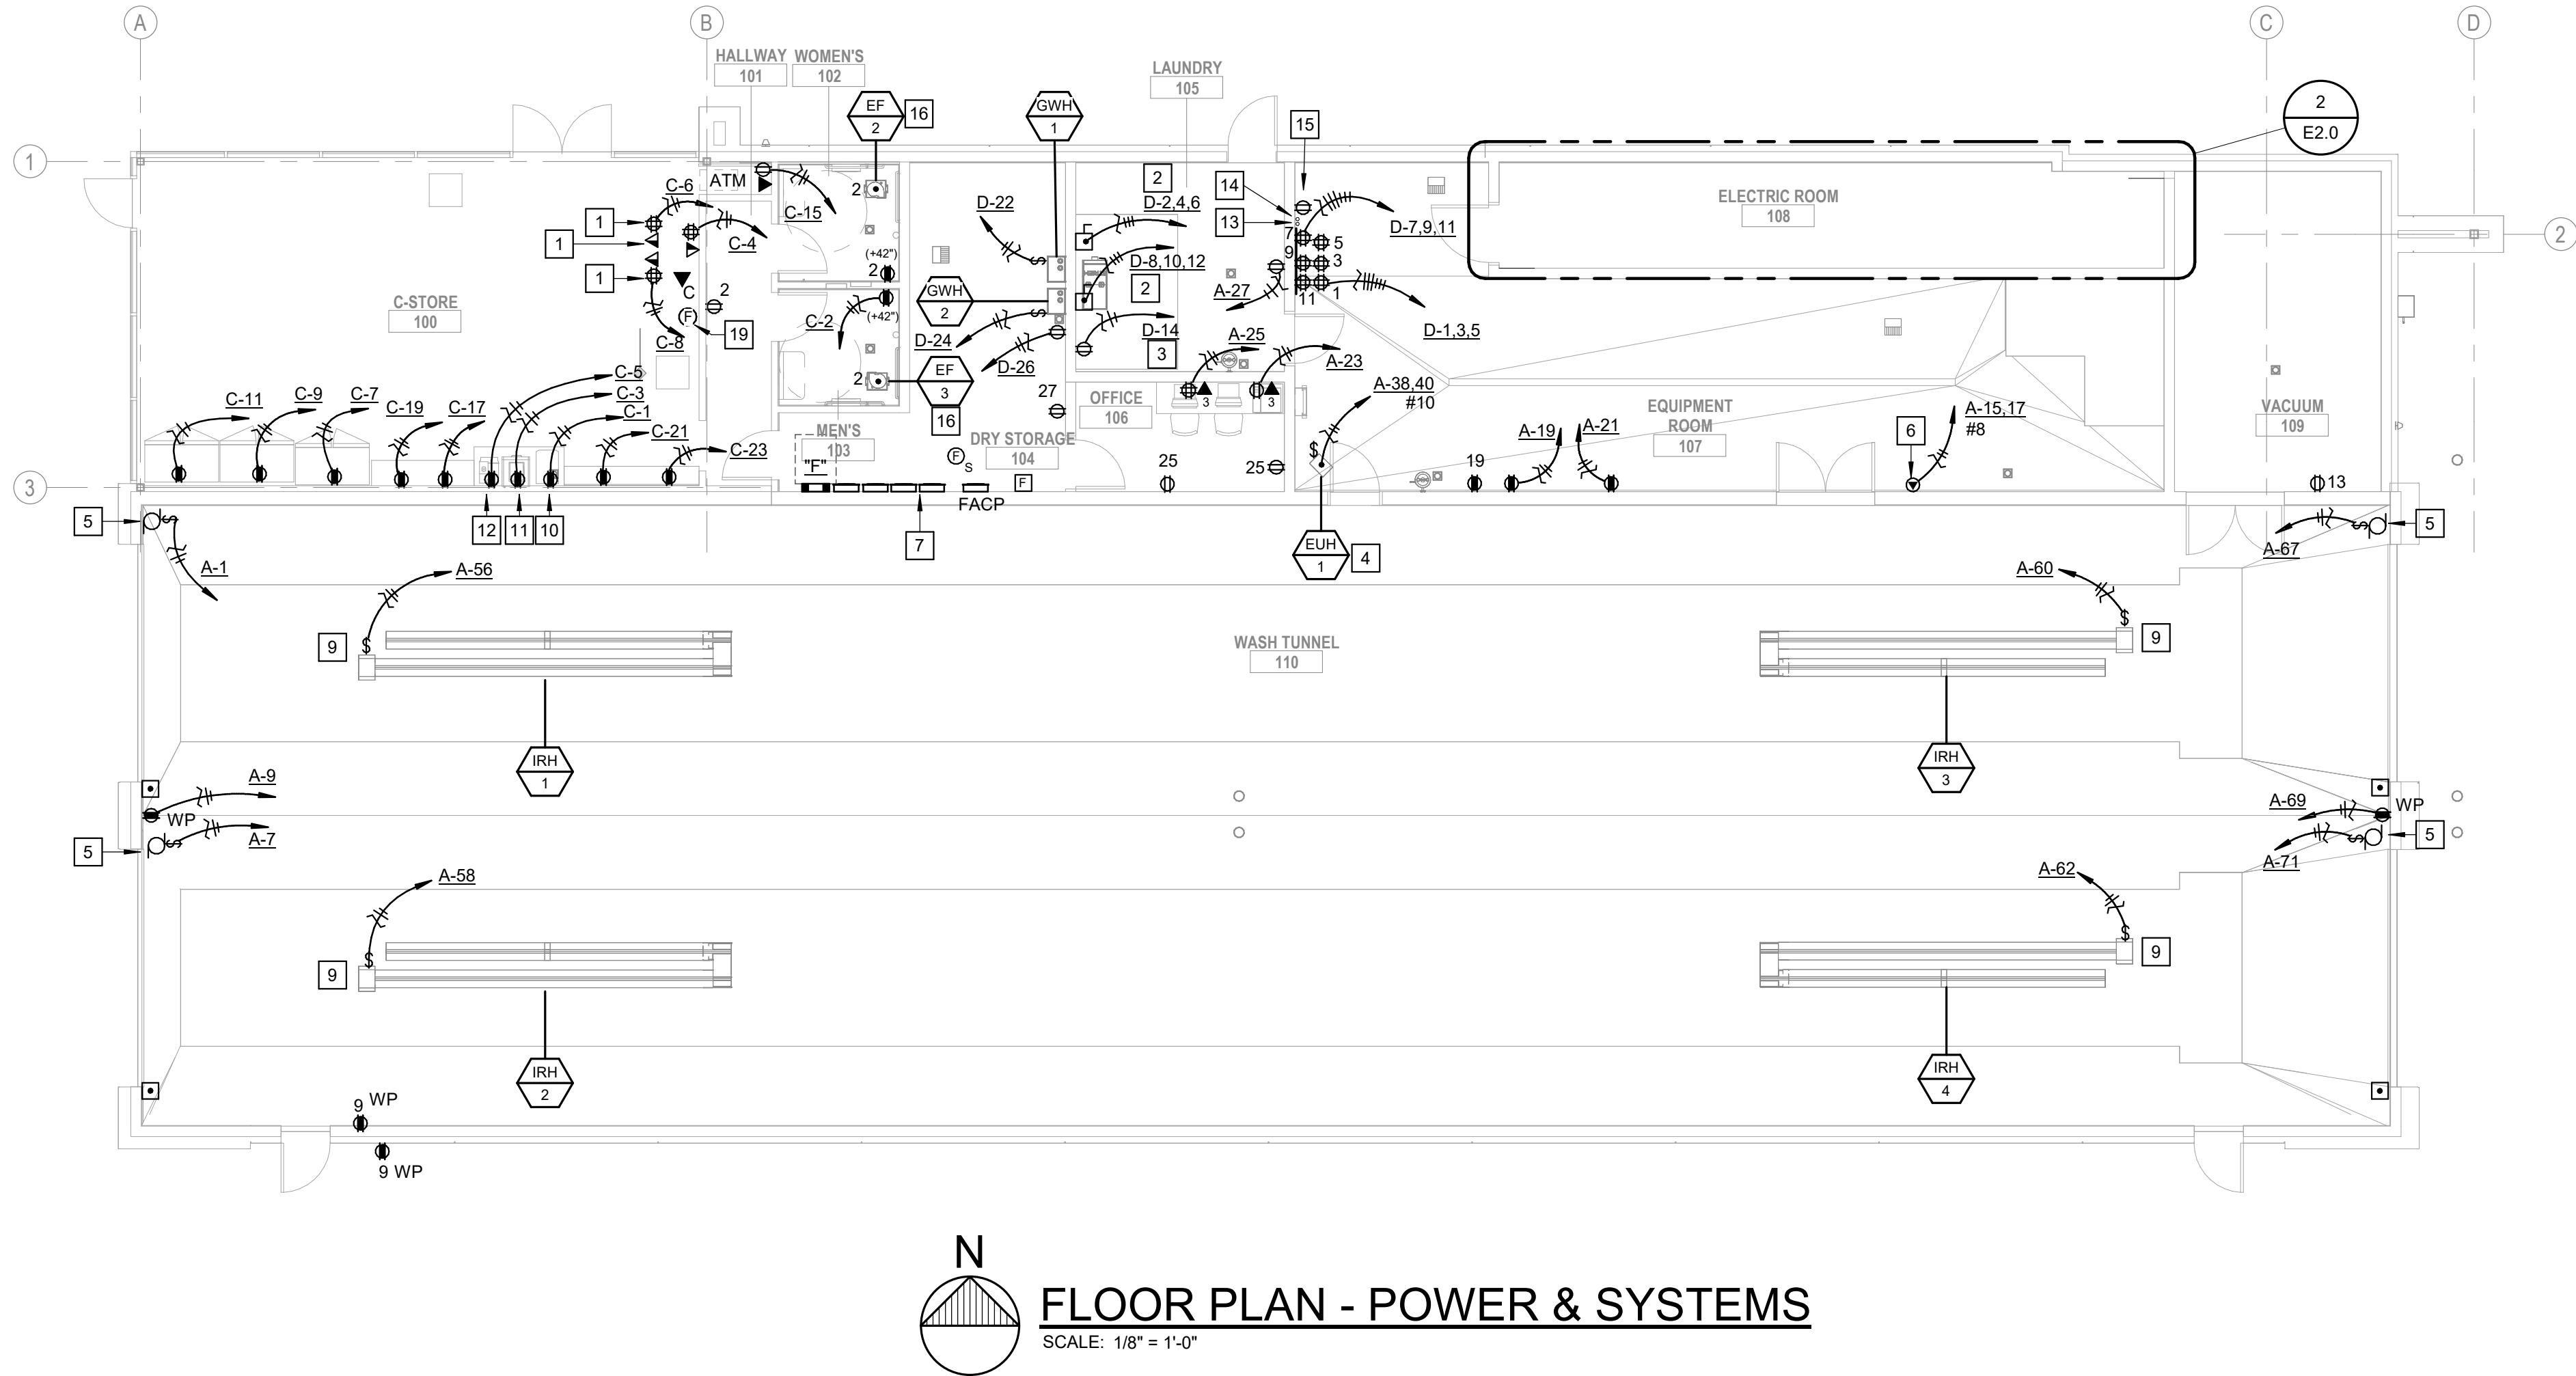 A
B
C
D
HALLWAY
101
WOMEN'S
102
LAUNDRY
105
EF
2
16
GWH
1
15
2
E2.0
1
ATM
C-6
C-15
C-4
1
1
1
2
2
D-2,4,6
D-22
14
13
D-7,9,11
7
5
9
3
11
1
ELECTRIC ROOM
108
2
(+42")
2
C
2
(+42")
F
19
C-8
C-2
C-STORE
100
GWH
2
D-8,10,12
2
A-27
D-1,3,5
D-24
D-14
3
D-26
A-25
A-23
2
EF
3
16
27
OFFICE
106
3
3
A-38,40
#10
EQUIPMENT
ROOM
107
A-15,17
#8
VACUUM
109
C-11
C-9
C-7
C-19
C-17
C-5
C-3
C-1
C-21
C-23
MEN'S
103
"F"
DRY STORAGE
104
F
S
F
FACP
25
25
$
19
A-19
A-21
6
13
3
5
12
11
10
7
EUH
1
4
5
A-1
A-67
A-56
A-60
9
$
$
9
WASH TUNNEL
110
IRH
1
IRH
3
A-9
WP
A-7
5
A-69
WP
5
A-71
A-58
A-62
9
$
$
9
IRH
2
IRH
4
9 WP
9 WP
N
FLOOR PLAN - POWER & SYSTEMS
SCALE: 1/8" = 1'-0"